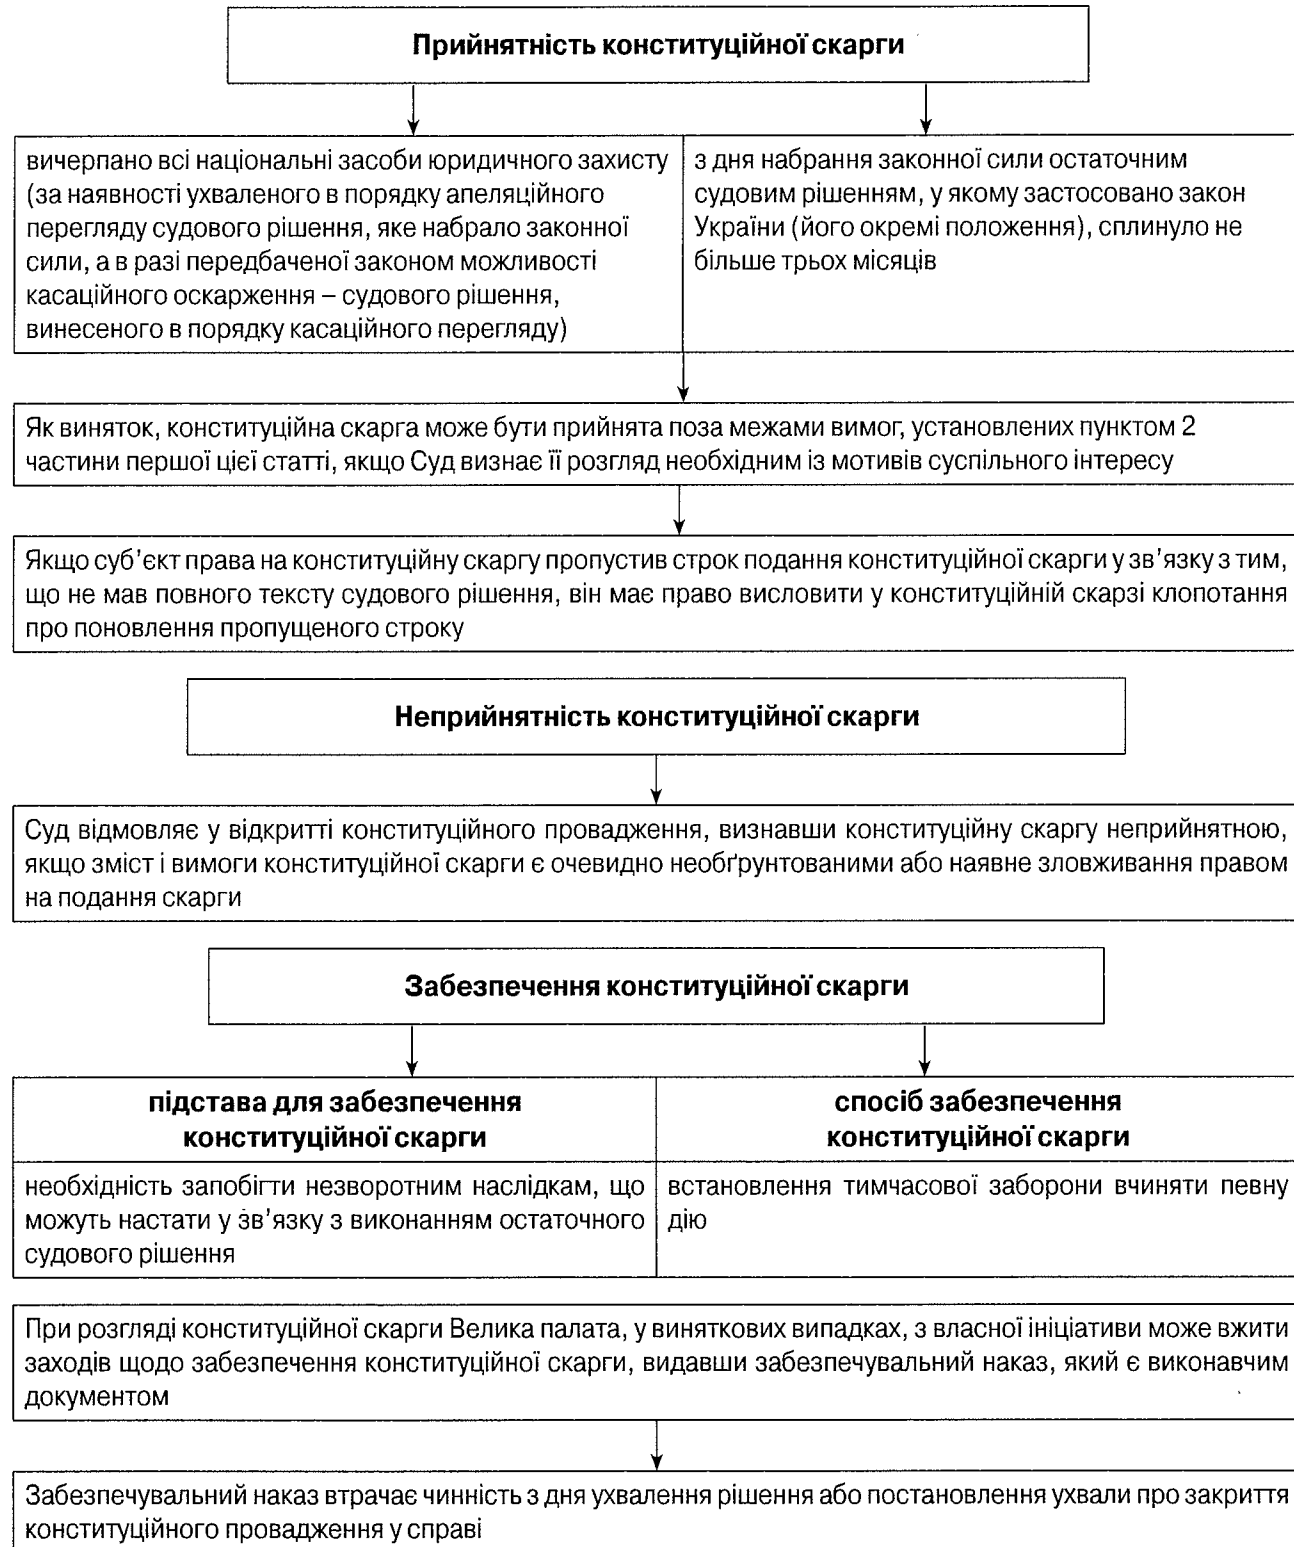 Прийнятність конституційної скарги
вичерпано всі національні засоби юридичного захисту
(за наявності ухваленого в порядку апеляційного
перегляду судового рішення, яке набрало законної
сили, а в разі передбаченої законом можливості
касаційного оскарження – судового рішення,
винесеного в порядку касаційного перегляду)
з дня набрання законної сили остаточним
судовим рішенням, у якому застосовано закон
України (його окремі положення), сплинуло не
більше трьох місяців
Як виняток, конституційна скарга може бути прийнята поза межами вимог, установлених пунктом 2
частини першої цієї статті, якщо Суд визнає її розгляд необхідним із мотивів суспільного інтересу
Якщо суб’єкт права на конституційну скаргу пропустив строк подання конституційної скарги у зв’язку з тим,
що не мав повного тексту судового рішення, він має право висловити у конституційній скарзі клопотання
про поновлення пропущеного строку
Неприйнятність конституційної скарги
Суд відмовляє у відкритті конституційного провадження, визнавши конституційну скаргу неприйнятною,
якщо зміст і вимоги конституційної скарги є очевидно необґрунтованими або наявне зловживання правом
на подання скарги
Забезпечення конституційної скарги
підстава для забезпечення
конституційної скарги
спосіб забезпечення
конституційної скарги
необхідність запобігти незворотним наслідкам, що
можуть настати у зв’язку з виконанням остаточного
судового рішення
встановлення тимчасової заборони вчиняти певну
дію
При розгляді конституційної скарги Велика палата, у виняткових випадках, з власної ініціативи може вжити
заходів щодо забезпечення конституційної скарги, видавши забезпечувальний наказ, який є виконавчим
документом
Забезпечувальний наказ втрачає чинність з дня ухвалення рішення або постановлення ухвали про закриття
конституційного провадження у справі